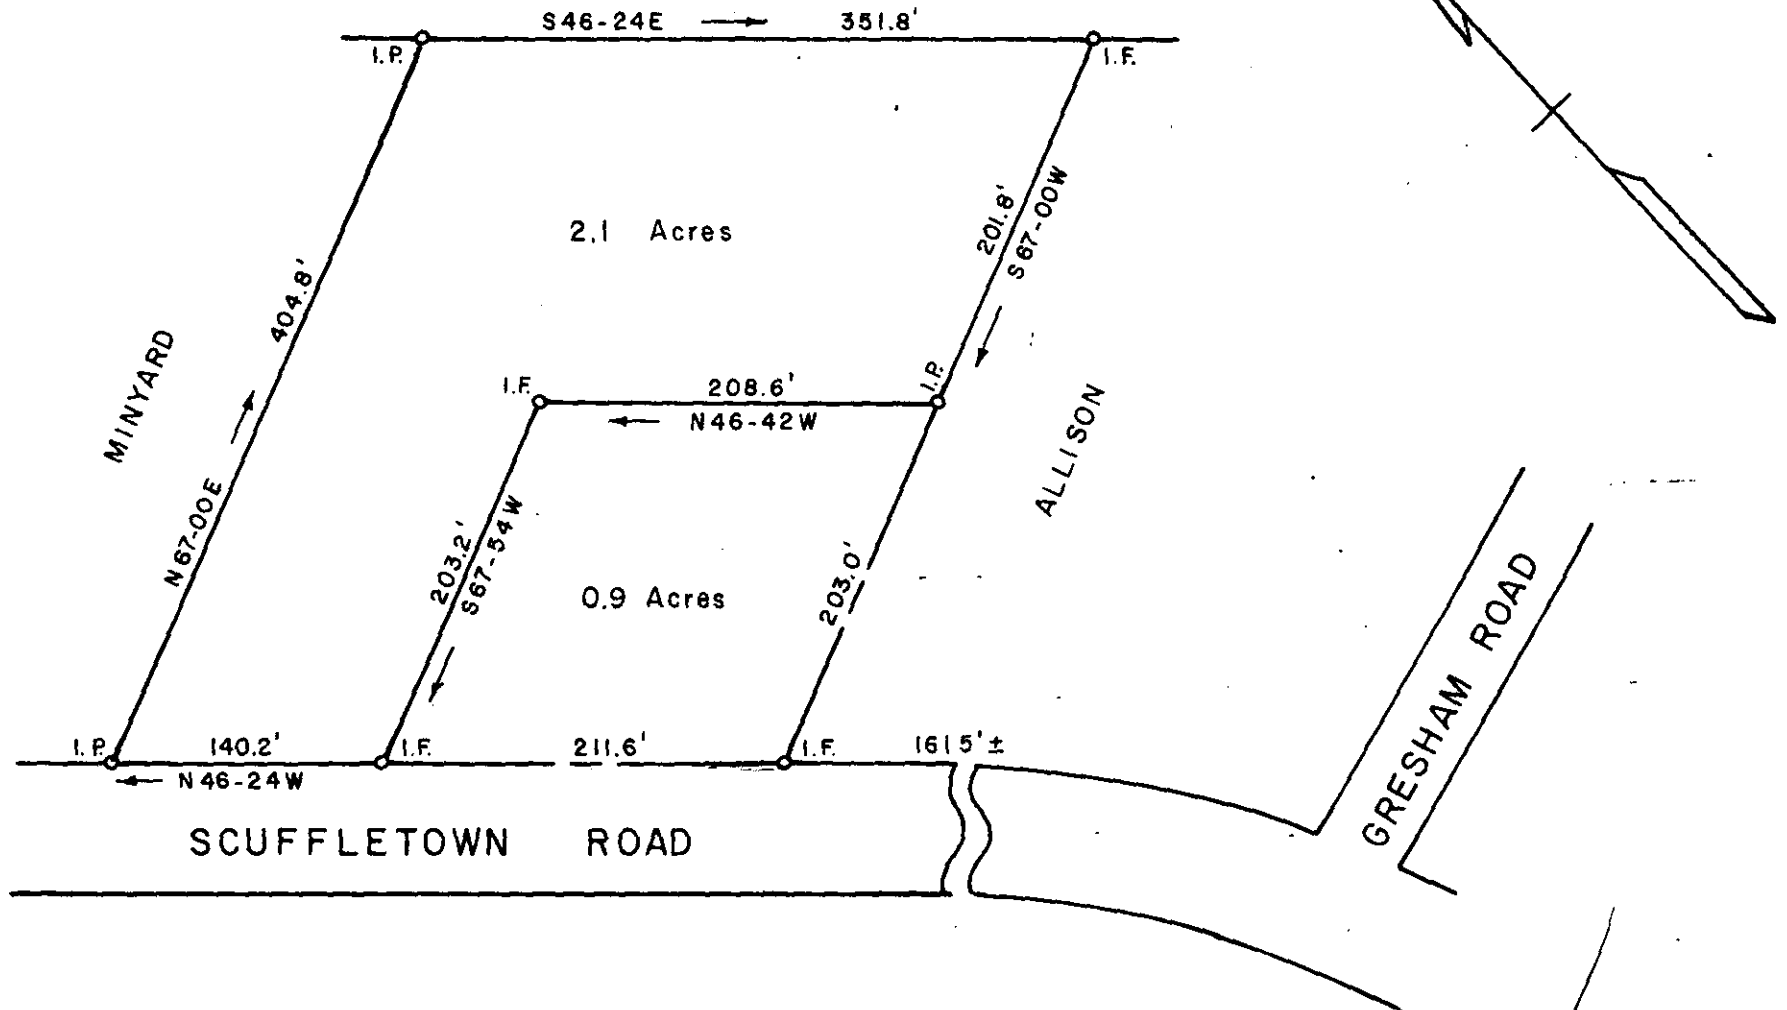 S46-24E 351.8'
I.P.
I.F.
2.1 Acres
201.8'
S67-00W
404.8'
N67-00E
MINYARD
I.F.
208.6'
N46-42W
I.P.
ALLISON
203.2'
S67-54W
0.9 Acres
203.0'
I.P.
140.2'
N46-24W
I.F.
211.6'
I.F.
1615'±
SCUFFLETOWN ROAD
GRESHAM ROAD